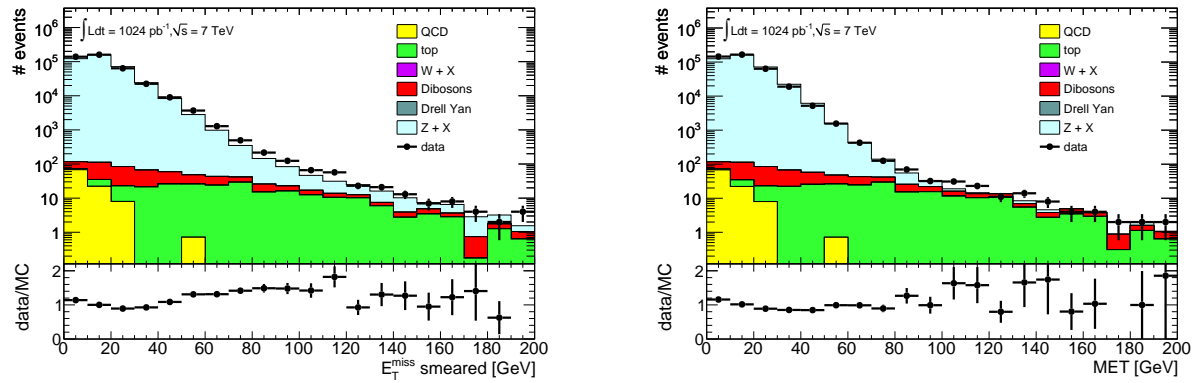 # events
10⁶
10⁵
10⁴
10³
10²
10
1
∫ Ldt = 1024 pb⁻¹,√s = 7 TeV
QCD
top
W + X
Dibosons
Drell Yan
Z + X
data
data/MC
2
1
0
0 20 40 60 80 100 120 140 160 180 200
E_T^miss smeared [GeV]
# events
10⁶
10⁵
10⁴
10³
10²
10
1
∫ Ldt = 1024 pb⁻¹,√s = 7 TeV
QCD
top
W + X
Dibosons
Drell Yan
Z + X
data
data/MC
2
1
0
0 20 40 60 80 100 120 140 160 180 200
MET [GeV]